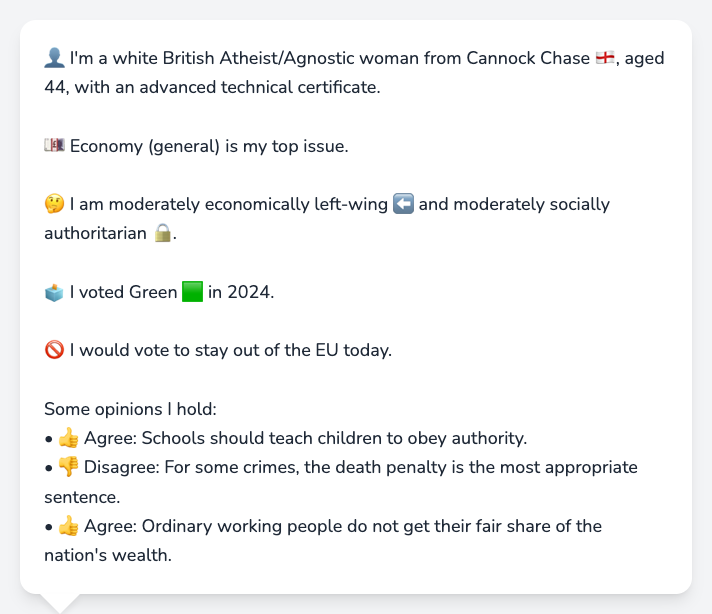 👤 I'm a white British Atheist/Agnostic woman from Cannock Chase 🏴󠁧󠁢󠁥󠁮󠁧󠁿, aged
44, with an advanced technical certificate.
💷 Economy (general) is my top issue.
🤔 I am moderately economically left-wing ⬅️ and moderately socially
authoritarian 🔒.
🗳️ I voted Green 🟩 in 2024.
🚫 I would vote to stay out of the EU today.
Some opinions I hold:
• 👍 Agree: Schools should teach children to obey authority.
• 👎 Disagree: For some crimes, the death penalty is the most appropriate
sentence.
• 👍 Agree: Ordinary working people do not get their fair share of the
nation's wealth.